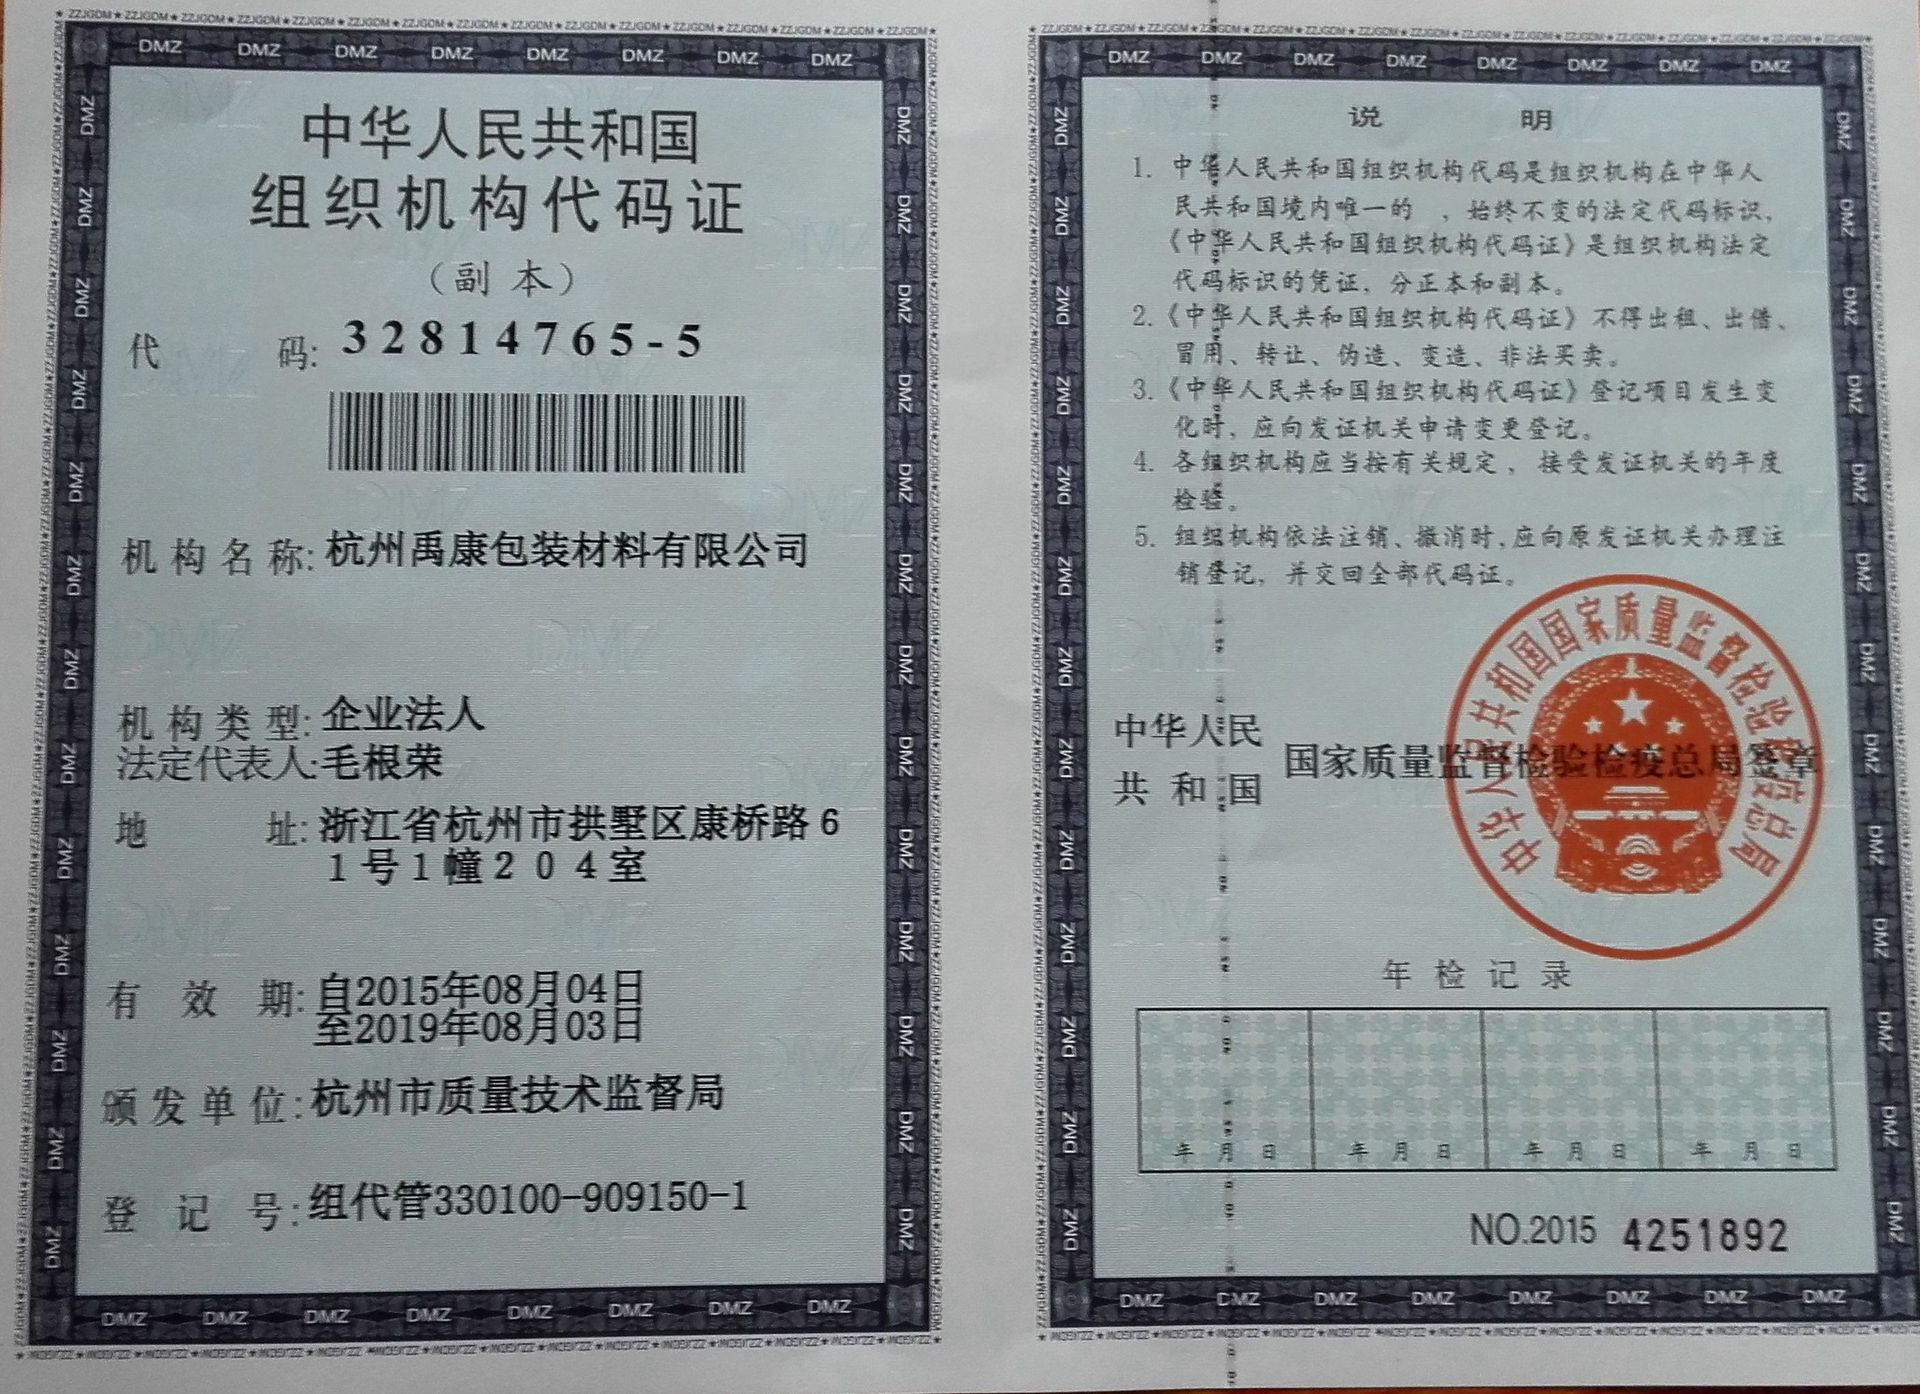 中华人民共和国
组织机构代码证
（副 本）
代 码: 32814765-5
机构名称: 杭州禹康包装材料有限公司
机构类型: 企业法人
法定代表人:毛根荣
地 址: 浙江省杭州市拱墅区康桥路6
1号1幢204室
有 效 期: 自2015年08月04日
至2019年08月03日
颁发单位: 杭州市质量技术监督局
登 记 号: 组代管330100-909150-1
说 明
1. 中华人民共和国组织机构代码是组织机构在中华人
民共和国境内唯一的 ，始终不变的法定代码标识，
《中华人民共和国组织机构代码证》是组织机构法定
代码标识的凭证，分正本和副本。
2.《中华人民共和国组织机构代码证》不得出租、出借、
冒用、转让、伪造、变造、非法买卖。
3.《中华人民共和国组织机构代码证》登记项目发生变
化时，应向发证机关申请变更登记。
4. 各组织机构应当按有关规定，接受发证机关的年度
检验。
5. 组织机构依法注销、撤消时,应向原发证机关办理注
销登记，并交回全部代码证。
中华人民
共和国
国家质量监督检验检疫总局签章
中华人民共和国国家质量监督检验检疫总局
年检记录
年 月 日 年 月 日 年 月 日 年 月 日
NO.2015 4251892